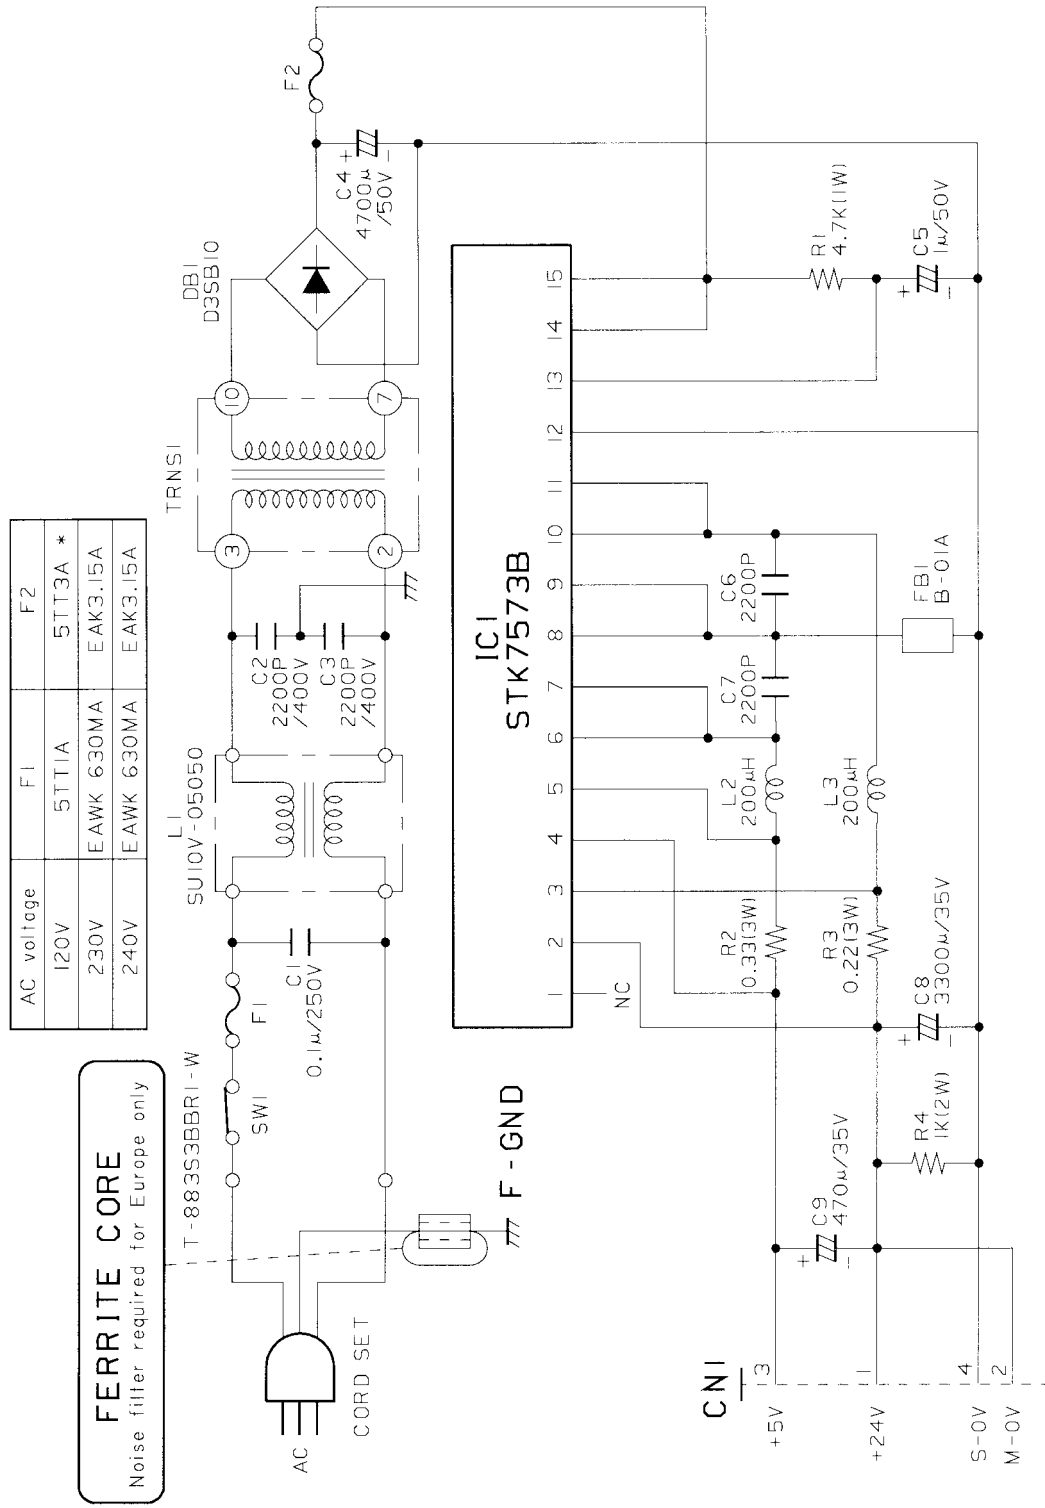 FERRITE CORE
Noise filter required for Europe only
AC voltage F1 F2
120V 5TT1A 5TT3A *
230V EAWK 630MA EAK3.15A
240V EAWK 630MA EAK3.15A
T-883S3BBR1-W
SW1
F1
C1
0.1μ/250V
L1
SU10V-05050
C2
2200P
/400V
C3
2200P
/400V
TRNS1
3
2
10
7
DB1
D3SB10
F2
C4
4700μ
/50V
+
-
AC
CORD SET
F-GND
IC1
STK7573B
1 2 3 4 5 6 7 8 9 10 11 12 13 14 15
NC
R2
0.33(3W)
L2
200μH
C7
2200P
C6
2200P
R3
0.22(3W)
L3
200μH
FB1
B-01A
R1
4.7K(1W)
C5
1μ/50V
+
-
C9
470μ/35V
+
-
R4
1K(2W)
C8
3300μ/35V
+
-
CN1
+5V 3
+24V 1
S-0V 4
M-0V 2